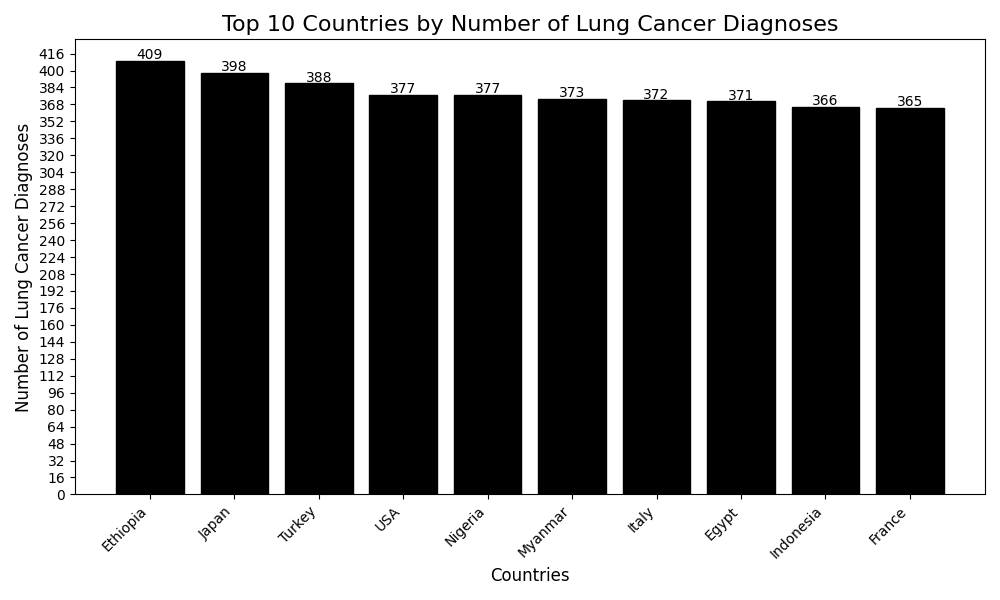 Top 10 Countries by Number of Lung Cancer Diagnoses
Number of Lung Cancer Diagnoses
416
400
384
368
352
336
320
304
288
272
256
240
224
208
192
176
160
144
128
112
96
80
64
48
32
16
0
409
398
388
377
377
373
372
371
366
365
Ethiopia
Japan
Turkey
USA
Nigeria
Myanmar
Italy
Egypt
Indonesia
France
Countries